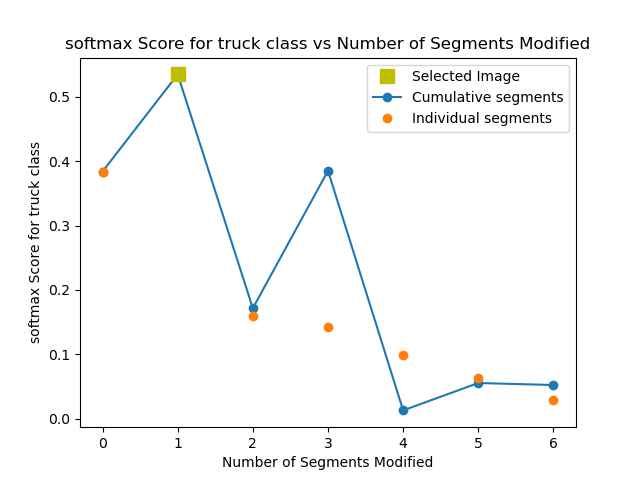 softmax Score for truck class vs Number of Segments Modified
Selected Image
Cumulative segments
Individual segments
softmax Score for truck class
0.5
0.4
0.3
0.2
0.1
0.0
0 1 2 3 4 5 6
Number of Segments Modified